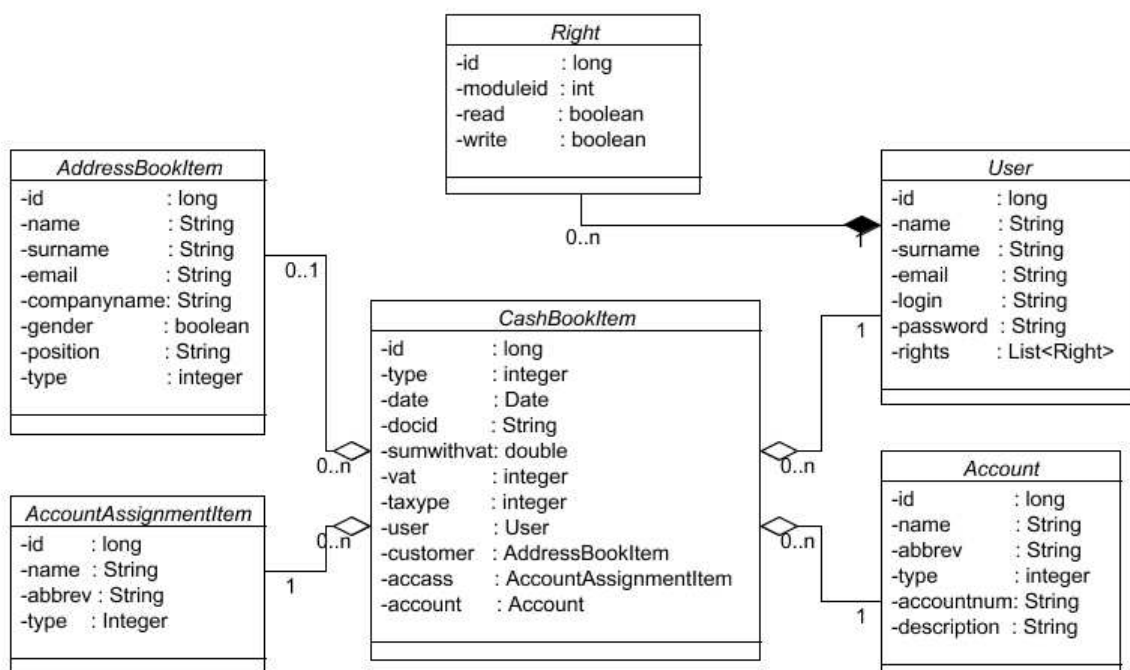 Right
-id : long
-moduleid : int
-read : boolean
-write : boolean
AddressBookItem
-id : long
-name : String
-surname : String
-email : String
-companyname: String
-gender : boolean
-position : String
-type : integer
User
-id : long
-name : String
-surname : String
-email : String
-login : String
-password : String
-rights : List<Right>
0..n
1
0..1
1
CashBookItem
-id : long
-type : integer
-date : Date
-docid : String
-sumwithvat: double
-vat : integer
-taxype : integer
-user : User
-customer : AddressBookItem
-accass : AccountAssignmentItem
-account : Account
0..n
0..n
0..n
0..n
AccountAssignmentItem
-id : long
-name : String
-abbrev : String
-type : Integer
1
Account
-id : long
-name : String
-abbrev : String
-type : integer
-accountnum: String
-description : String
1